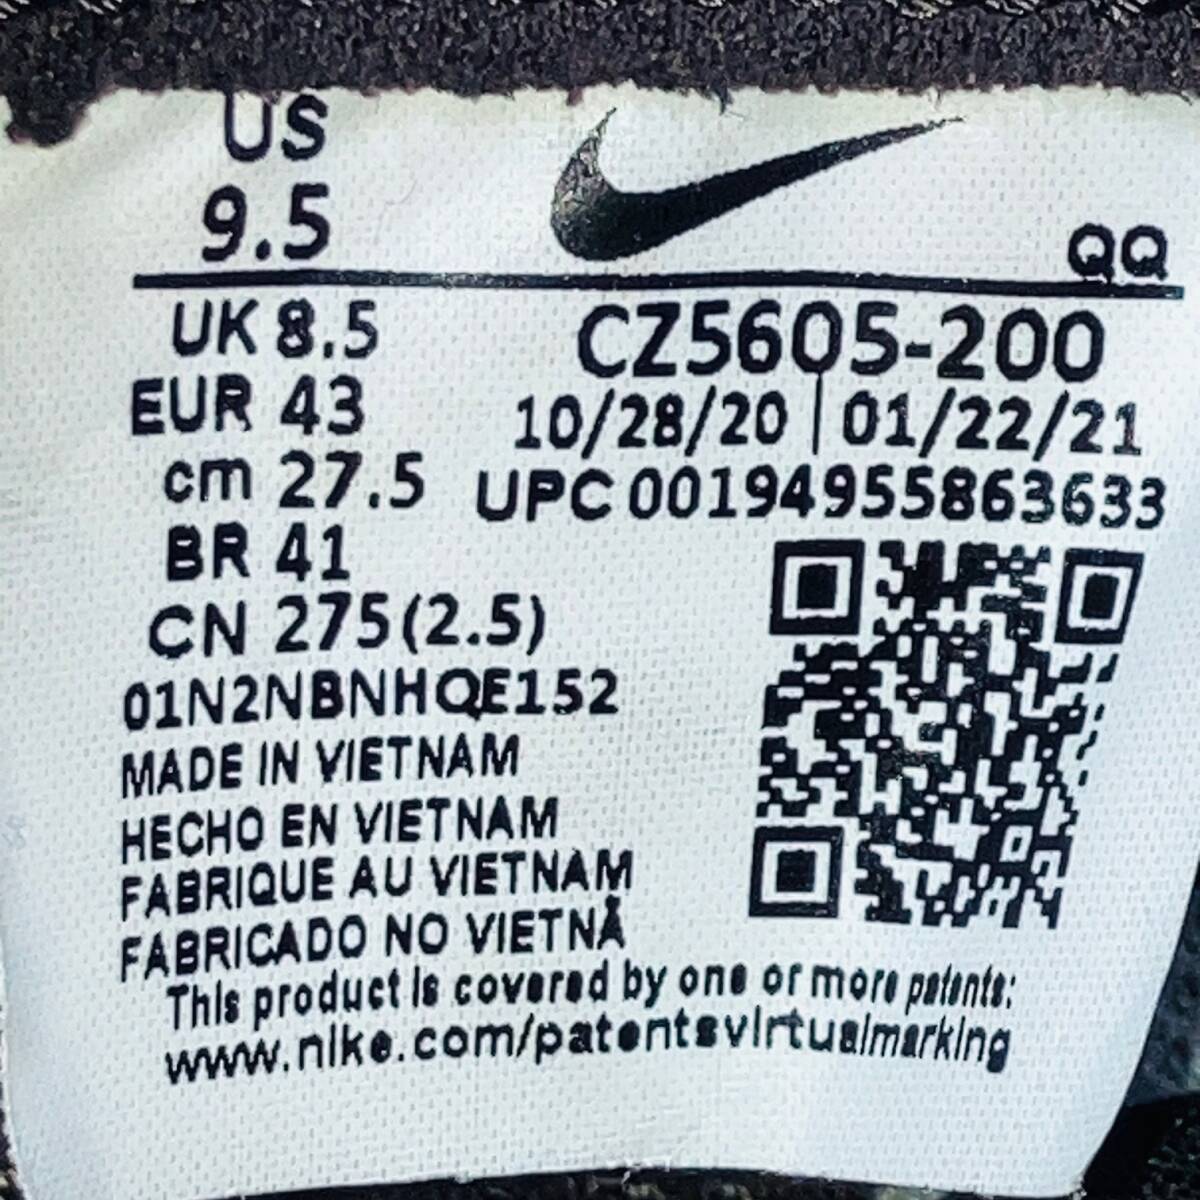 US
9.5
QQ
UK 8.5
CZ5605-200
EUR 43
10/28/20 | 01/22/21
cm 27.5
UPC 00194955863633
BR 41
CN 275(2.5)
01N2NBNHQE152
MADE IN VIETNAM
HECHO EN VIETNAM
FABRIQUE AU VIETNAM
FABRICADO NO VIETNÃ
This product is covered by one or more patents:
www.nike.com/patentsvirtualmarking